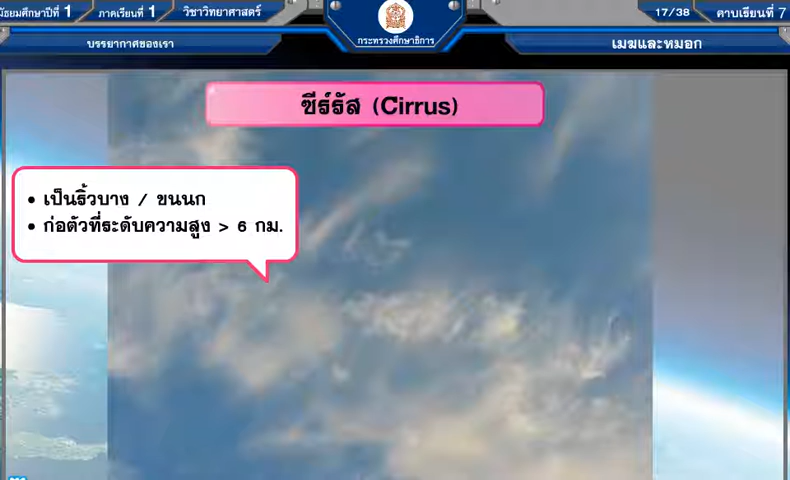 มัธยมศึกษาปีที่ 1 ภาคเรียนที่ 1 วิชาวิทยาศาสตร์ 17/38 คาบเรียนที่ 7
กระทรวงศึกษาธิการ
บรรยากาศของเรา เมฆและหมอก
ซีร์รัส (Cirrus)
• เป็นริ้วบาง / ขนนก
• ก่อตัวที่ระดับความสูง > 6 กม.